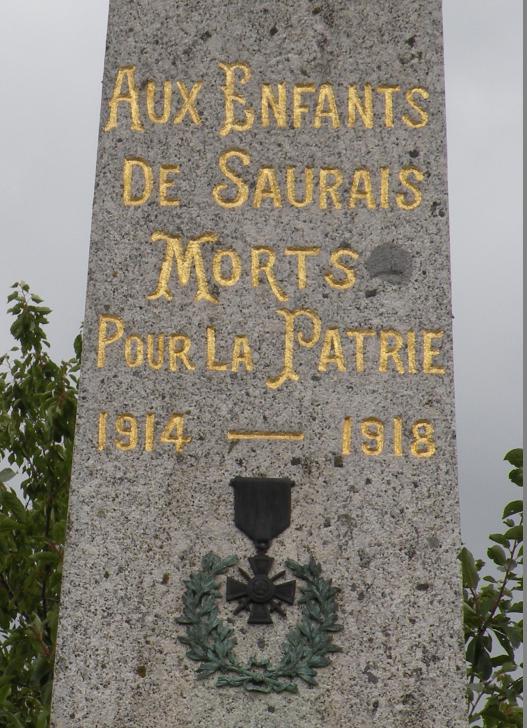 AUX ENFANTS
DE SAURAIS
MORTS
POUR LA PATRIE
1914 — 1918